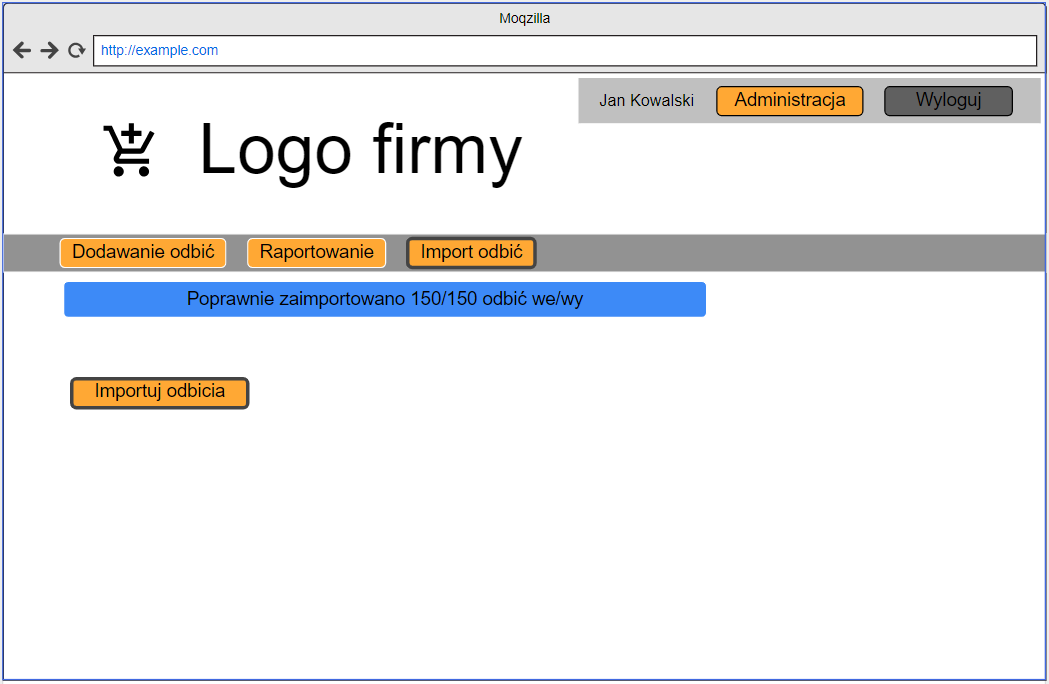 Moqzilla
http://example.com
Jan Kowalski
Administracja
Wyloguj
Logo firmy
Dodawanie odbić
Raportowanie
Import odbić
Poprawnie zaimportowano 150/150 odbić we/wy
Importuj odbicia